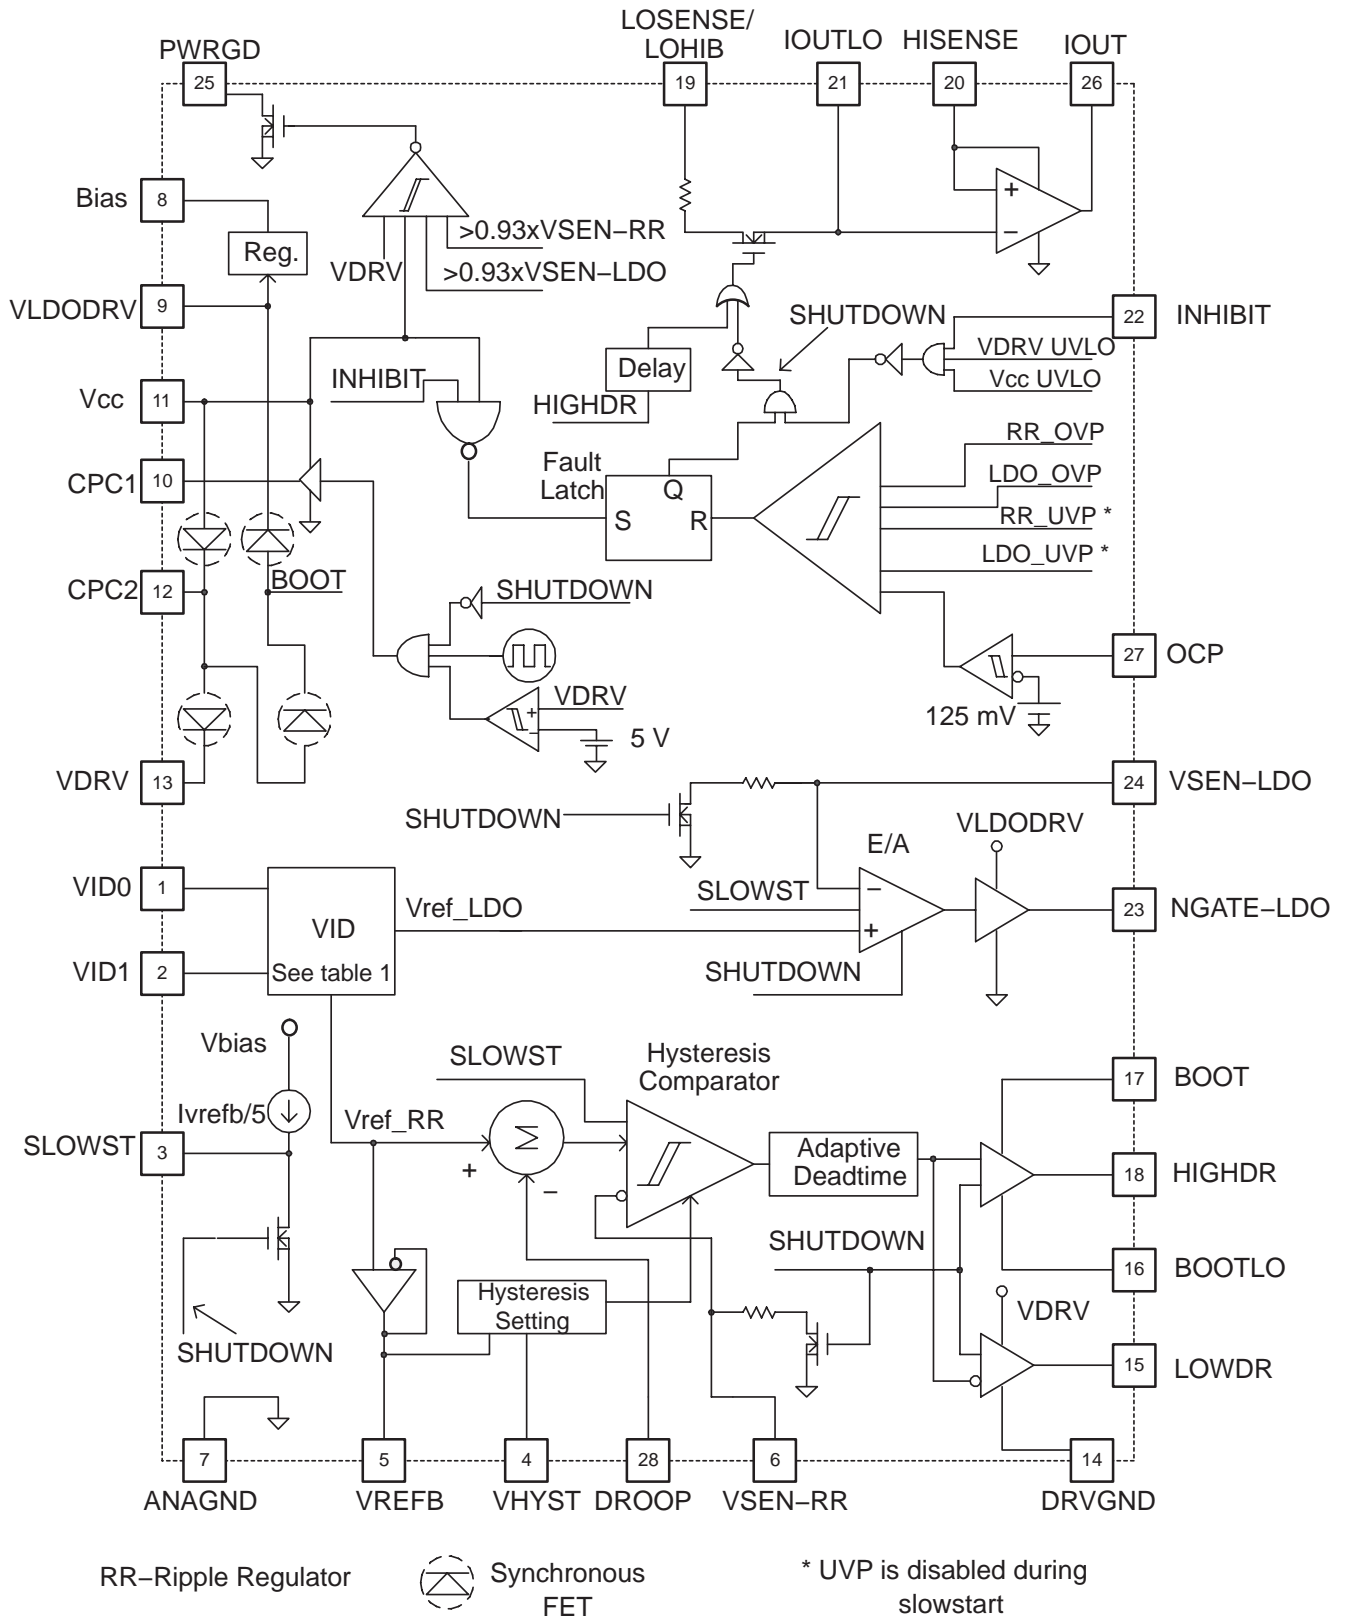 LOSENSE/
LOHIB
IOUTLO
HISENSE
IOUT
PWRGD
25
19
21
20
26
Bias
8
Reg.
+
−
>0.93xVSEN−RR
VDRV
>0.93xVSEN−LDO
VLDODRV
9
SHUTDOWN
22
INHIBIT
VDRV UVLO
Vcc UVLO
Delay
INHIBIT
HIGHDR
Vcc
11
RR_OVP
Fault
Latch
LDO_OVP
CPC1
10
Q
S
R
RR_UVP *
LDO_UVP *
BOOT
CPC2
12
SHUTDOWN
27
OCP
VDRV
+
−
5 V
125 mV
VDRV
13
24
VSEN−LDO
SHUTDOWN
VLDODRV
E/A
VID0
1
SLOWST
−
Vref_LDO
23
NGATE−LDO
VID
+
VID1
2
See table 1
SHUTDOWN
Vbias
SLOWST
Hysteresis
Comparator
17
BOOT
Ivrefb/5
Vref_RR
Σ
SLOWST
3
Adaptive
Deadtime
18
HIGHDR
+
−
SHUTDOWN
16
BOOTLO
Hysteresis
Setting
VDRV
SHUTDOWN
15
LOWDR
7
5
4
28
6
14
ANAGND
VREFB
VHYST
DROOP
VSEN−RR
DRVGND
RR−Ripple Regulator
Synchronous
FET
* UVP is disabled during
slowstart